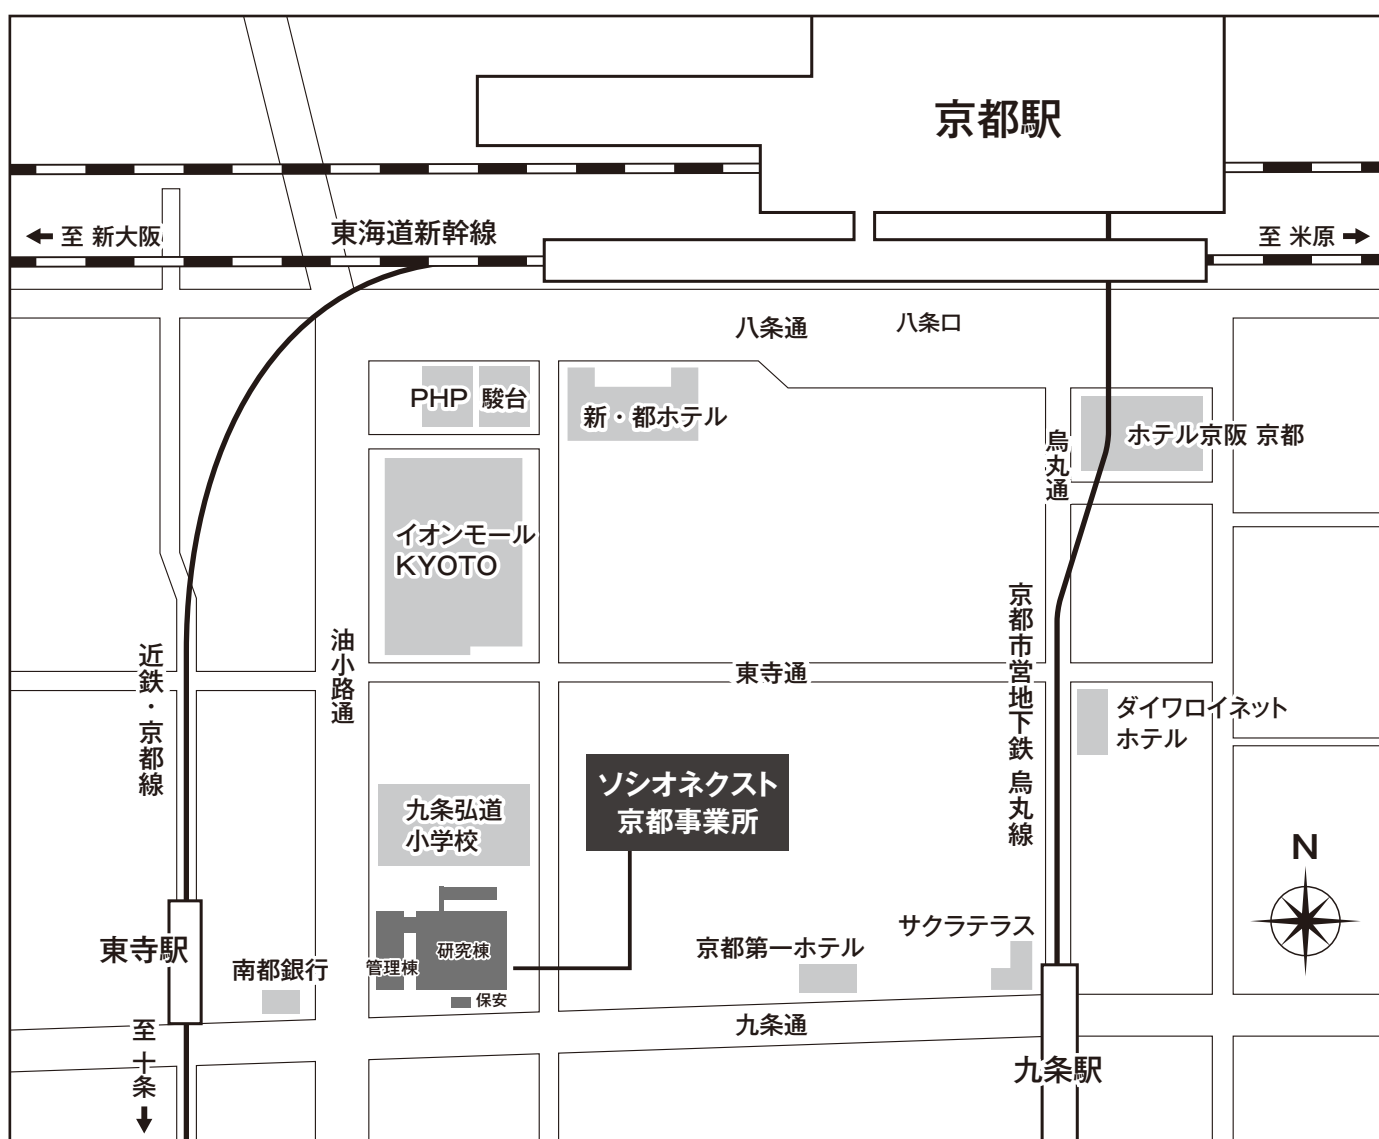 京都駅
← 至 新大阪
東海道新幹線
至 米原 →
八条通
八条口
PHP
駿台
新・都ホテル
烏丸通
ホテル京阪 京都
イオンモール
KYOTO
京都市営地下鉄 烏丸線
近鉄・京都線
油小路通
東寺通
ダイワロイネット
ホテル
ソシオネクスト
京都事業所
九条弘道
小学校
N
サクラテラス
京都第一ホテル
東寺駅
南都銀行
管理棟
研究棟
保安
九条通
至 十条
九条駅